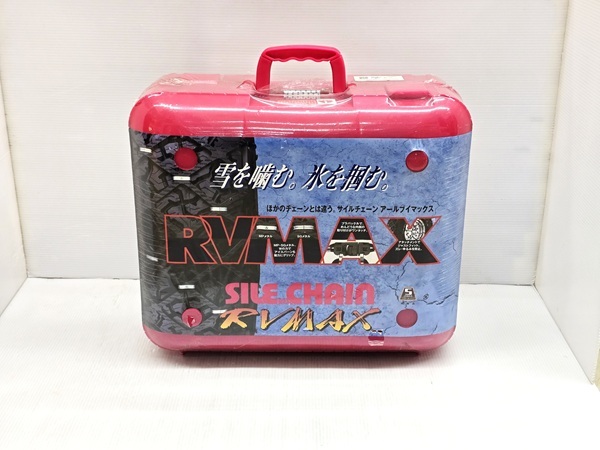 雪を噛む。氷を掴む。
ほかのチェーンとは違う。サイルチェーン アールブイマックス
RVMAX
SILE CHAIN
RVMAX